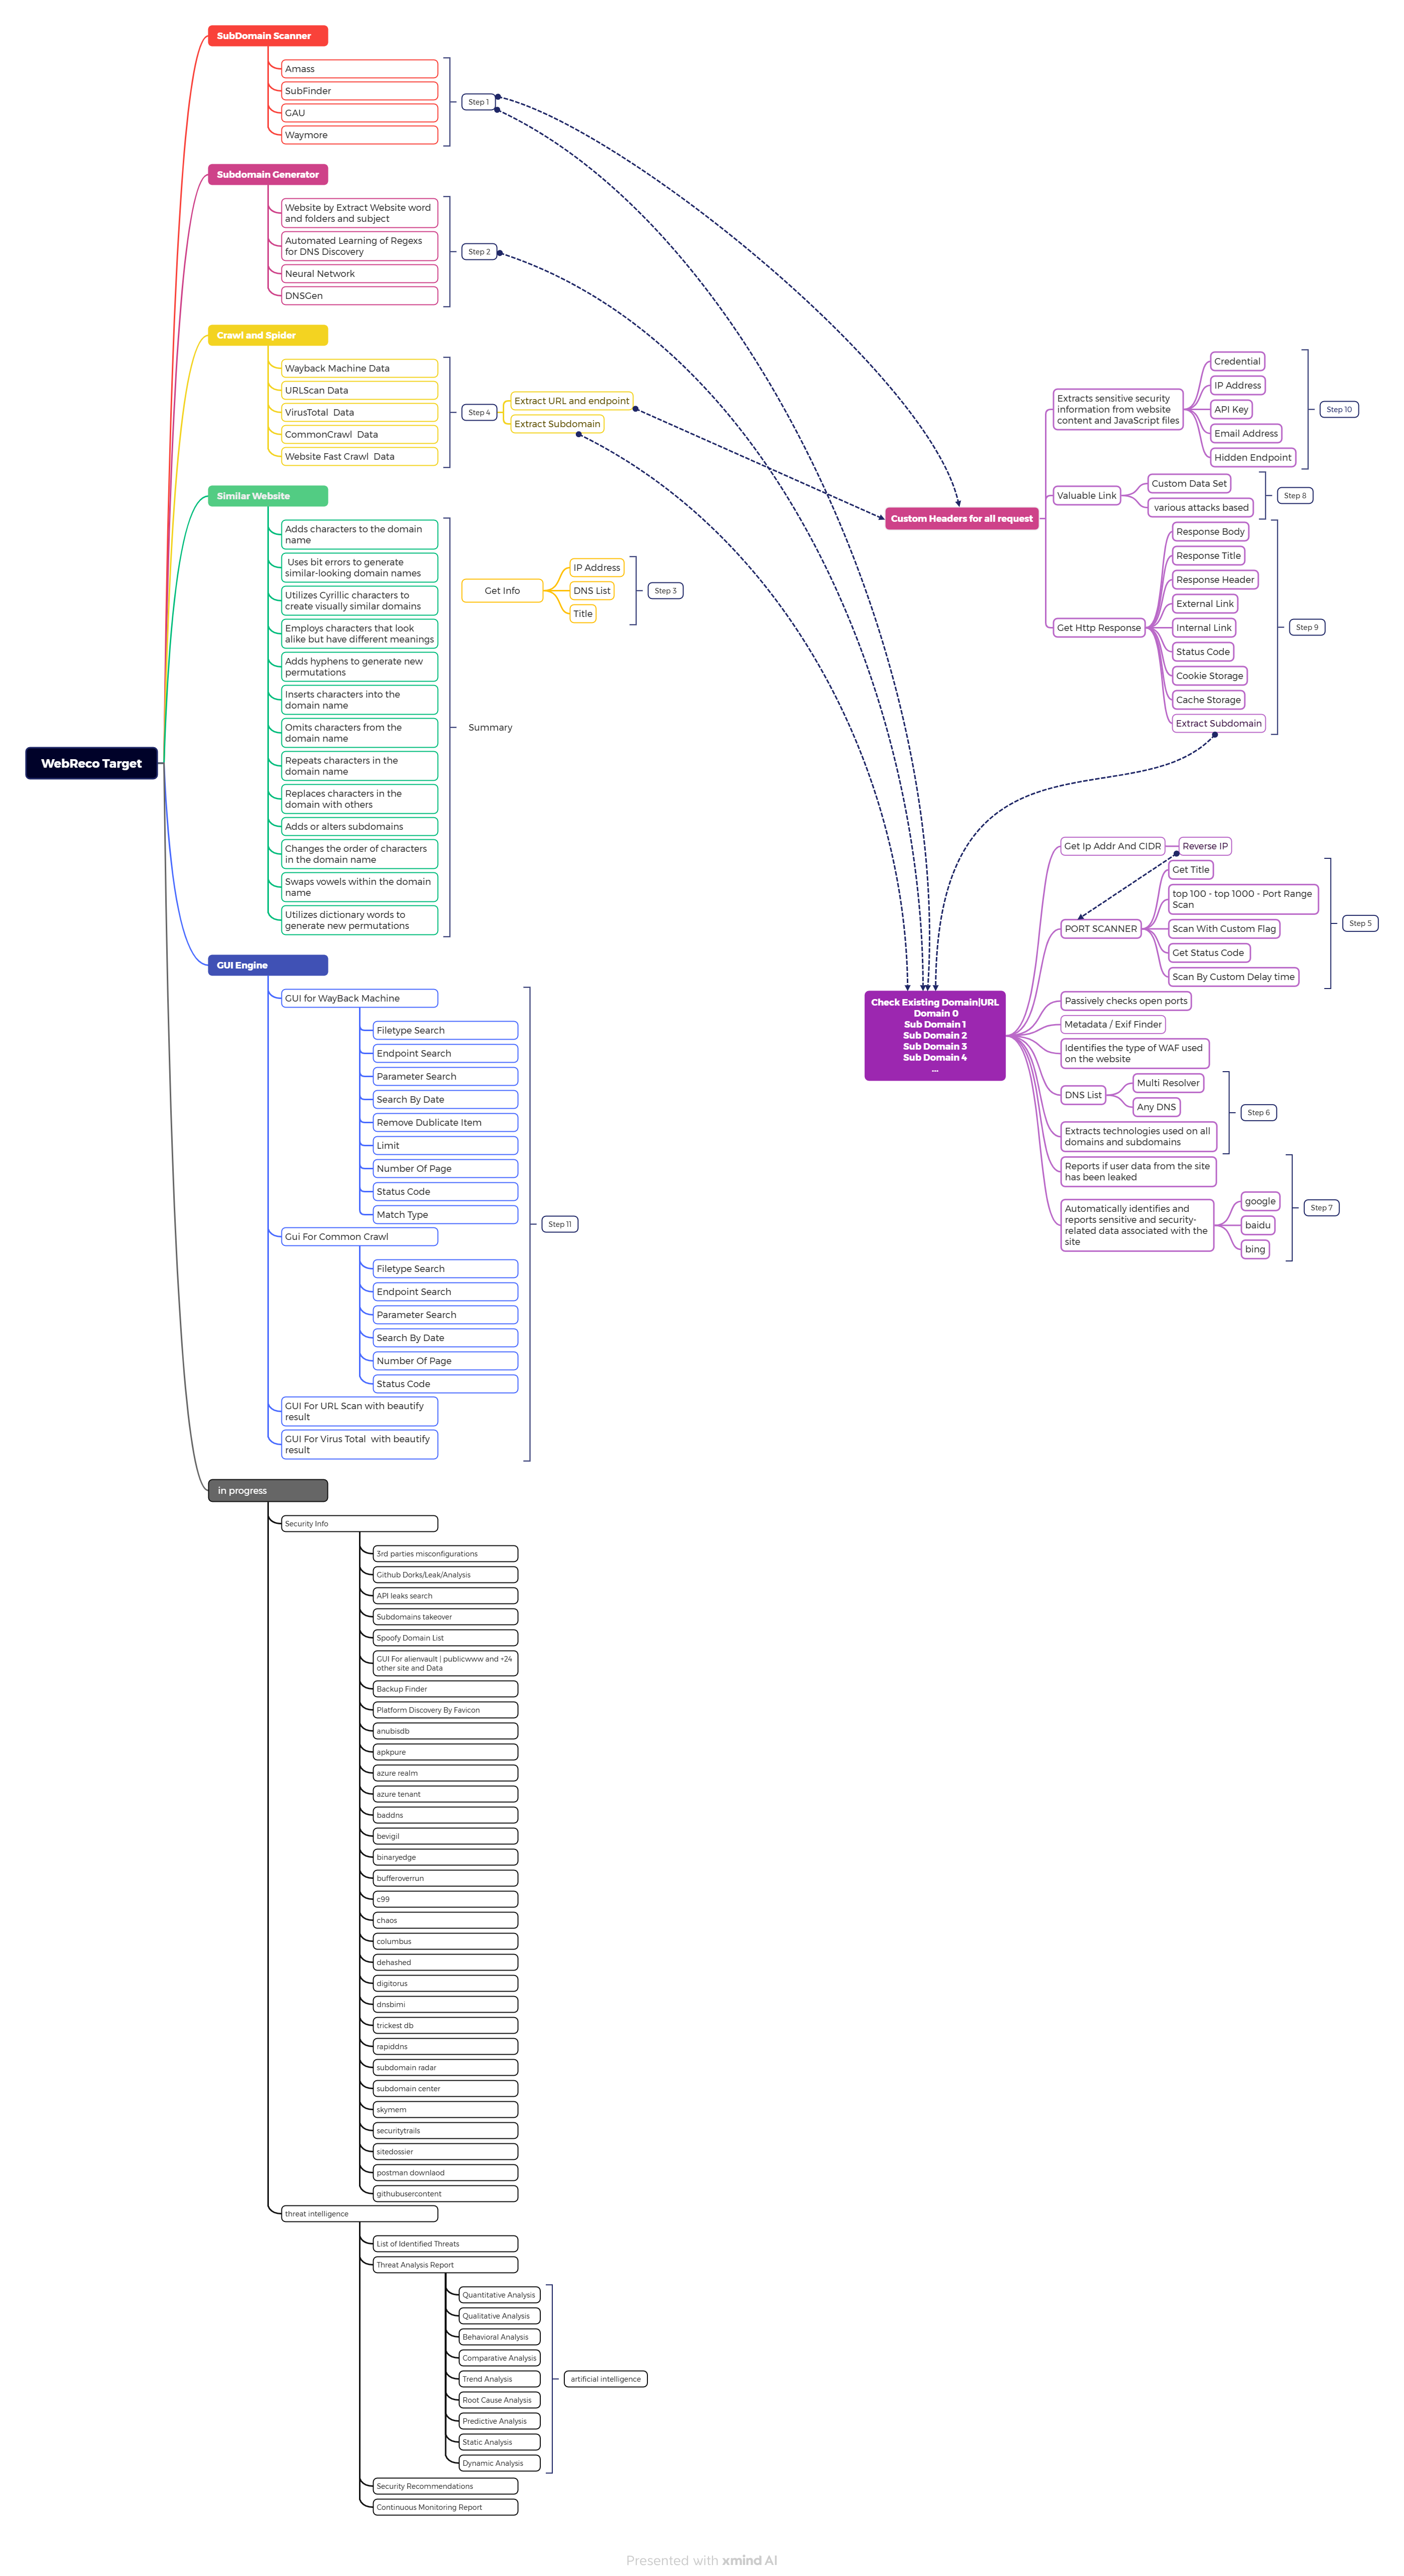 SubDomain Scanner
Amass
SubFinder
GAU
Waymore
Step 1
Subdomain Generator
Website by Extract Website word
and folders and subject
Automated Learning of Regexs
for DNS Discovery
Neural Network
DNSGen
Step 2
Crawl and Spider
Wayback Machine Data
URLScan Data
VirusTotal  Data
CommonCrawl  Data
Website Fast Crawl  Data
Step 4
Extract URL and endpoint
Extract Subdomain
Similar Website
Adds characters to the domain
name
Uses bit errors to generate
similar-looking domain names
Utilizes Cyrillic characters to
create visually similar domains
Employs characters that look
alike but have different meanings
Adds hyphens to generate new
permutations
Inserts characters into the
domain name
Omits characters from the
domain name
Repeats characters in the
domain name
Replaces characters in the
domain with others
Adds or alters subdomains
Changes the order of characters
in the domain name
Swaps vowels within the domain
name
Utilizes dictionary words to
generate new permutations
Summary
Get Info
IP Address
DNS List
Title
Step 3
WebReco Target
GUI Engine
GUI for WayBack Machine
Filetype Search
Endpoint Search
Parameter Search
Search By Date
Remove Dublicate Item
Limit
Number Of Page
Status Code
Match Type
Gui For Common Crawl
Filetype Search
Endpoint Search
Parameter Search
Search By Date
Number Of Page
Status Code
GUI For URL Scan with beautify
result
GUI For Virus Total  with beautify
result
Step 11
in progress
Security Info
3rd parties misconfigurations
Github Dorks/Leak/Analysis
API leaks search
Subdomains takeover
Spoofy Domain List
GUI For alienvault | publicwww and +24
other site and Data
Backup Finder
Platform Discovery By Favicon
anubisdb
apkpure
azure realm
azure tenant
baddns
bevigil
binaryedge
bufferoverrun
c99
chaos
columbus
dehashed
digitorus
dnsbimi
trickest db
rapiddns
subdomain radar
subdomain center
skymem
securitytrails
sitedossier
postman downlaod
githubusercontent
threat intelligence
List of Identified Threats
Threat Analysis Report
Quantitative Analysis
Qualitative Analysis
Behavioral Analysis
Comparative Analysis
Trend Analysis
Root Cause Analysis
Predictive Analysis
Static Analysis
Dynamic Analysis
artificial intelligence
Security Recommendations
Continuous Monitoring Report
Custom Headers for all request
Extracts sensitive security
information from website
content and JavaScript files
Credential
IP Address
API Key
Email Address
Hidden Endpoint
Step 10
Valuable Link
Custom Data Set
various attacks based
Step 8
Get Http Response
Response Body
Response Title
Response Header
External Link
Internal Link
Status Code
Cookie Storage
Cache Storage
Extract Subdomain
Step 9
Check Existing Domain|URL
Domain 0
Sub Domain 1
Sub Domain 2
Sub Domain 3
Sub Domain 4
...
Get Ip Addr And CIDR
Reverse IP
PORT SCANNER
Get Title
top 100 - top 1000 - Port Range
Scan
Scan With Custom Flag
Get Status Code
Scan By Custom Delay time
Step 5
Passively checks open ports
Metadata / Exif Finder
Identifies the type of WAF used
on the website
DNS List
Multi Resolver
Any DNS
Extracts technologies used on all
domains and subdomains
Step 6
Reports if user data from the site
has been leaked
Automatically identifies and
reports sensitive and security-
related data associated with the
site
google
baidu
bing
Step 7
Presented with xmind AI